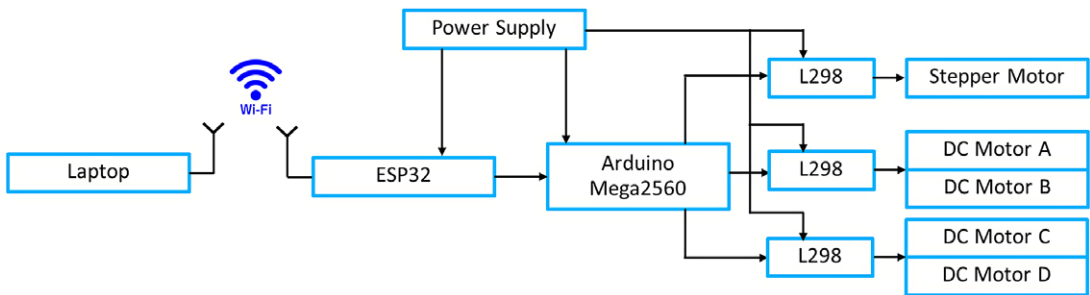 Power Supply
L298
Stepper Motor
Wi-Fi
Laptop
ESP32
Arduino
Mega2560
L298
DC Motor A
DC Motor B
L298
DC Motor C
DC Motor D